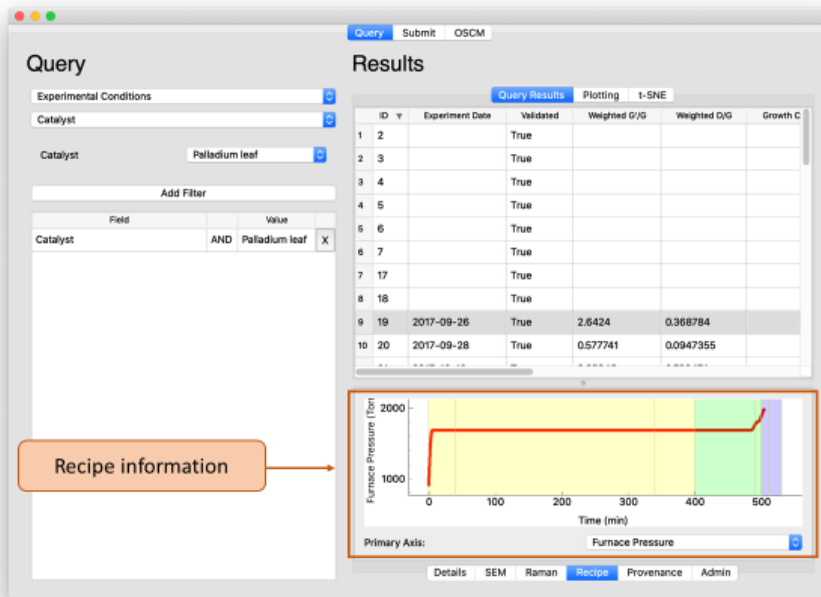 Query Submit OSCM
Query
Results
Experimental Conditions
Catalyst
Catalyst Palladium leaf
Add Filter
Field Value
Catalyst AND Palladium leaf X
Query Results Plotting t-SNE
ID Experiment Date Validated Weighted G'/G Weighted D/G Growth C
1 2 True
2 3 True
3 4 True
4 5 True
5 6 True
6 7 True
7 17 True
8 18 True
9 19 2017-09-26 True 2.6424 0.368784
10 20 2017-09-28 True 0.577741 0.0947355
Recipe information
Furnace Pressure (Torr
2000
1000
0 100 200 300 400 500
Time (min)
Primary Axis: Furnace Pressure
Details SEM Raman Recipe Provenance Admin